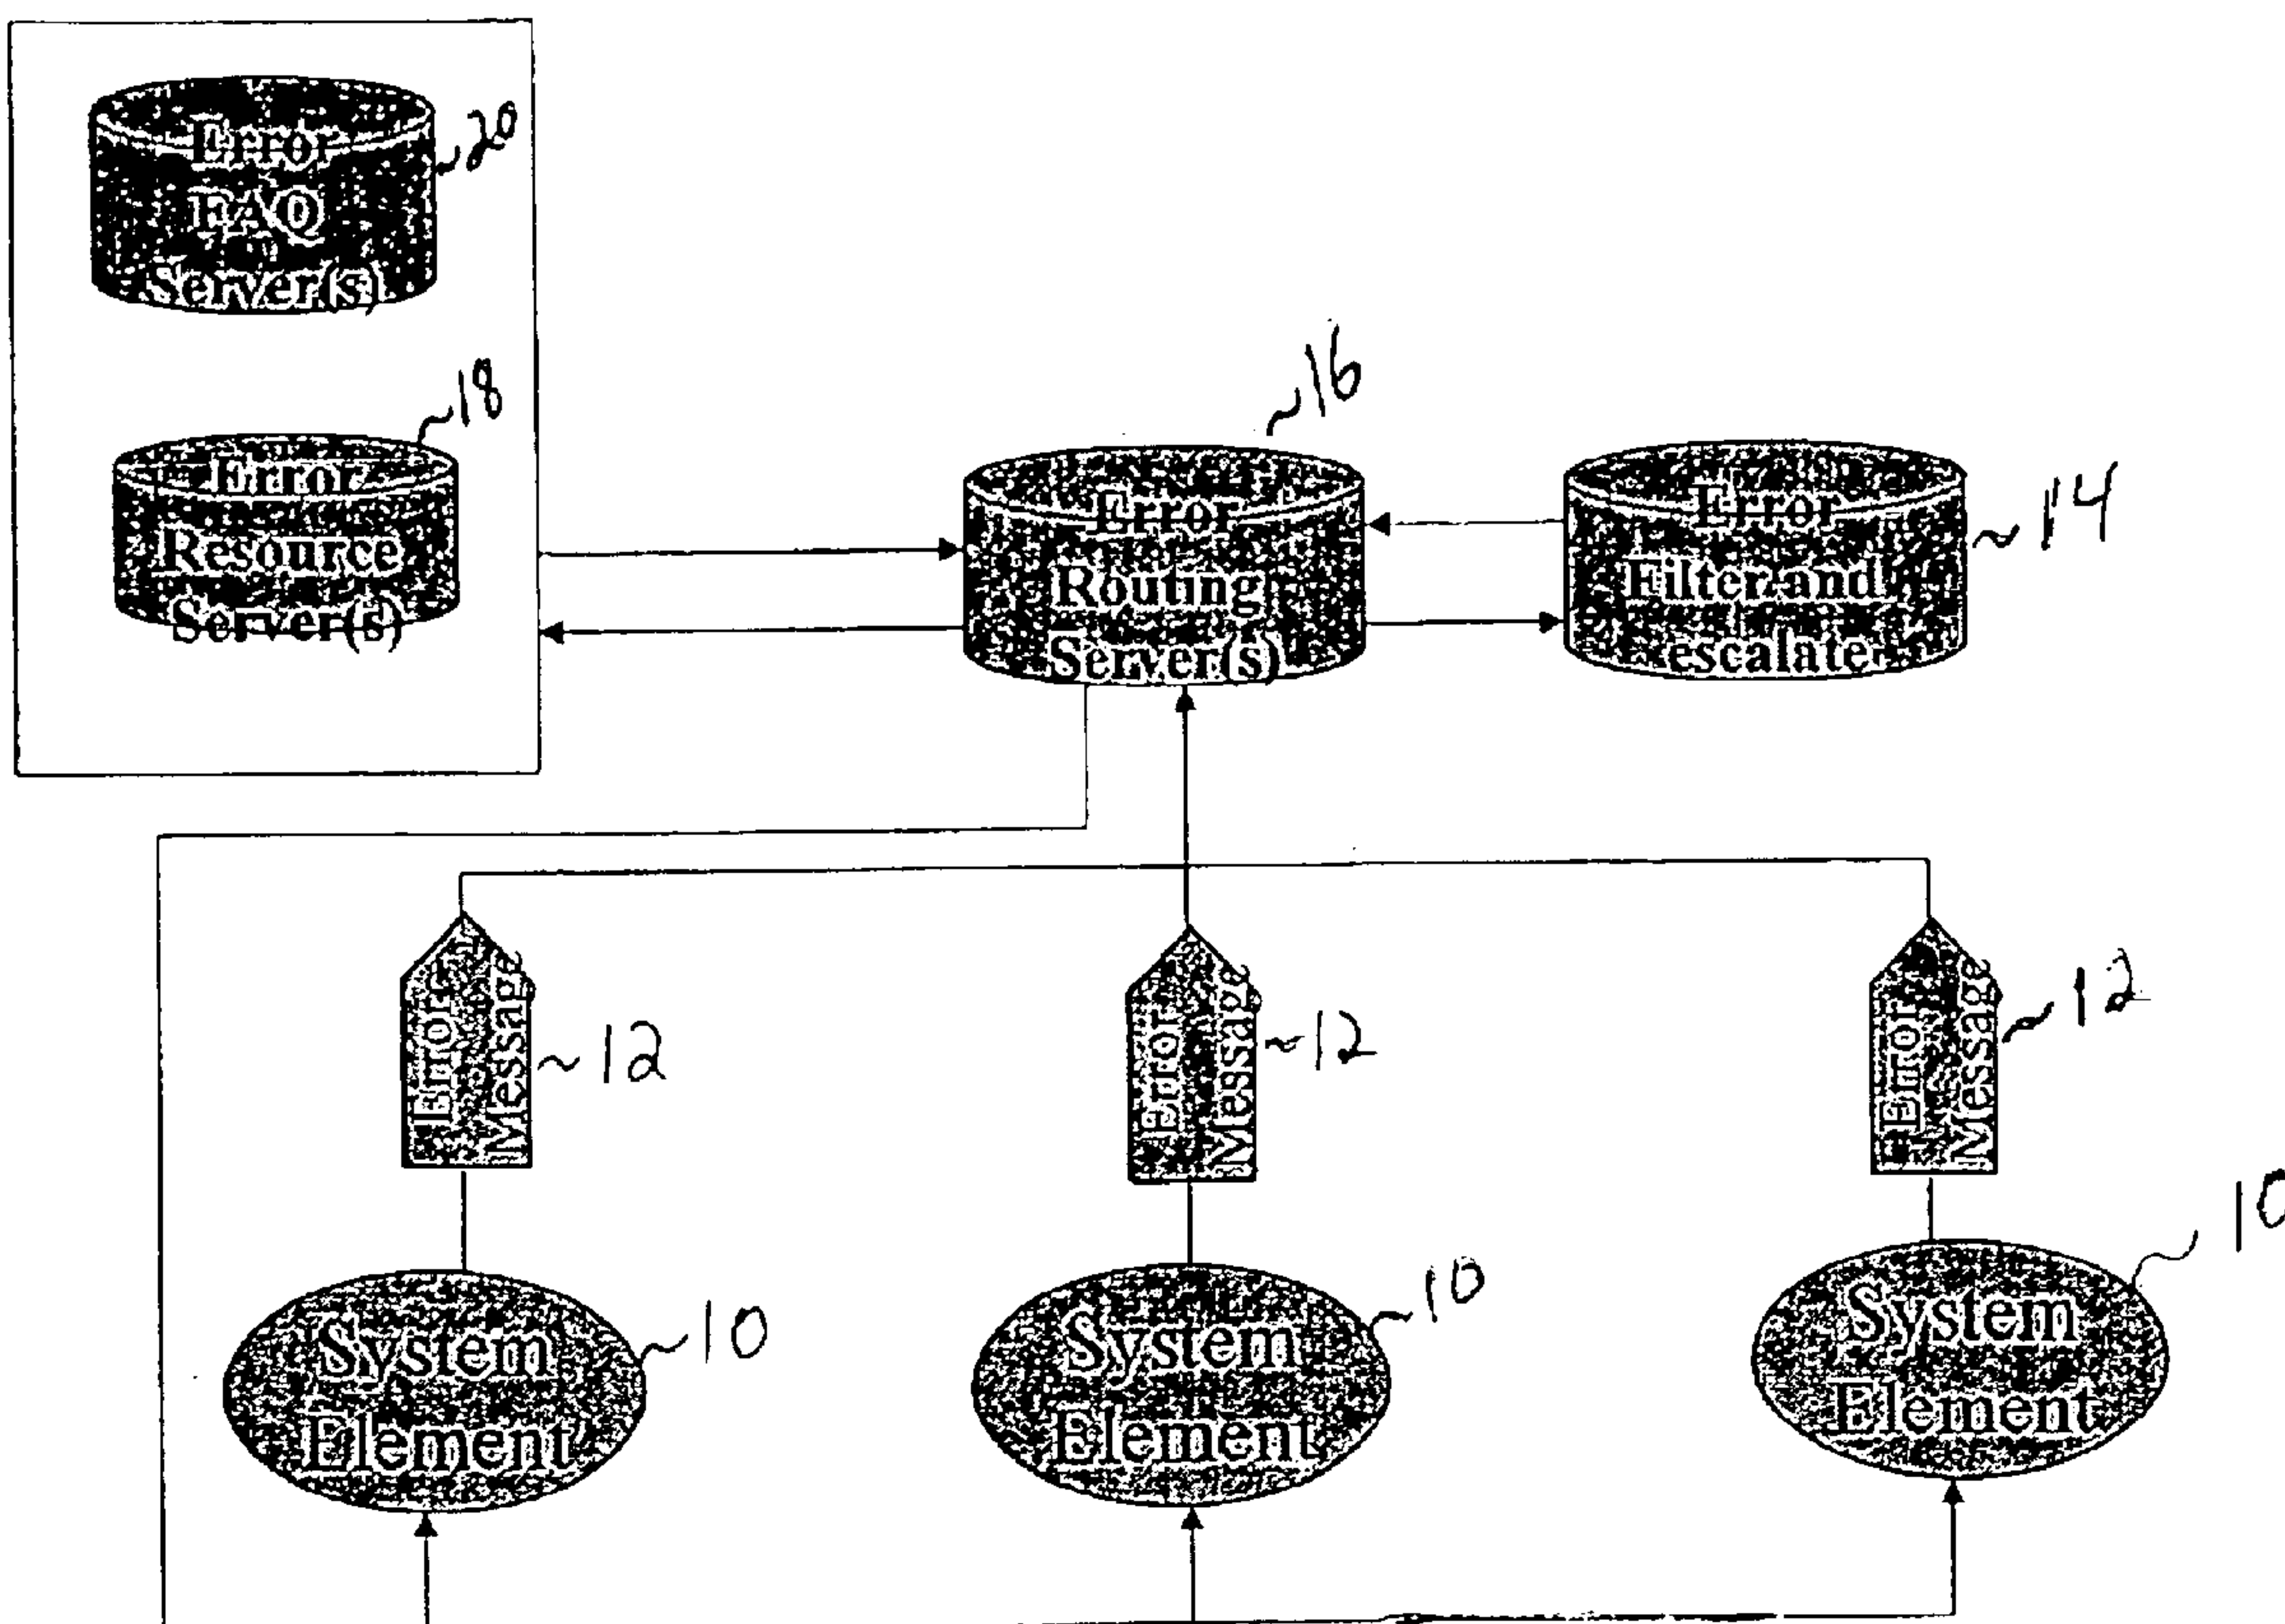 Error
FAQ
Server(s)
~20
Error
Resource
Server(s)
~18
Error
Routing
Server(s)
~16
Error
Filter and
escalate
~14
Error
Message
~12
Error
Message
~12
Error
Message
~12
System
Element
~10
System
Element
~10
System
Element
~10